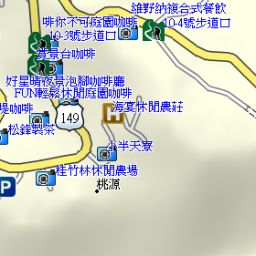 啡你不可庭園咖啡
維野納複合式餐飲
10-4號步道口
10-3號步道口
賞景台咖啡
好星晴夜景泡腳咖啡廳
FUN輕鬆休閒庭園咖啡
海宴休閒農莊
堤咖啡
149
松鋒製茶
半天寮
桂竹林休閒農場
桃源
P